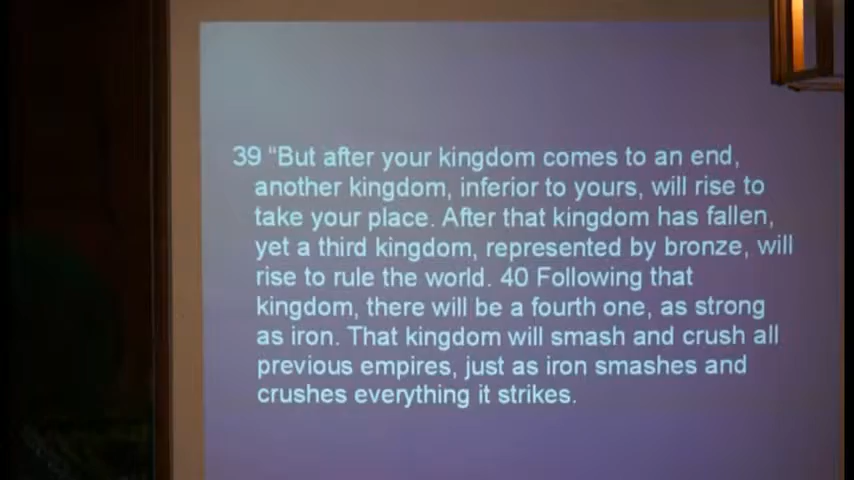 39 “But after your kingdom comes to an end,
another kingdom, inferior to yours, will rise to
take your place. After that kingdom has fallen,
yet a third kingdom, represented by bronze, will
rise to rule the world. 40 Following that
kingdom, there will be a fourth one, as strong
as iron. That kingdom will smash and crush all
previous empires, just as iron smashes and
crushes everything it strikes.